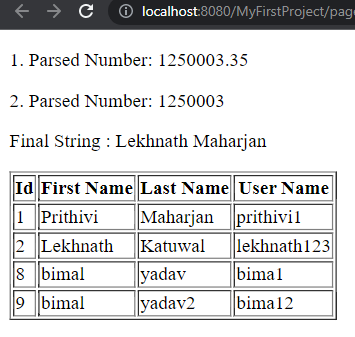 localhost:8080/MyFirstProject/pag
1. Parsed Number: 1250003.35
2. Parsed Number: 1250003
Final String : Lekhnath Maharjan
Id First Name Last Name User Name
1 Prithivi Maharjan prithivi1
2 Lekhnath Katuwal lekhnath123
8 bimal yadav bima1
9 bimal yadav2 bima12